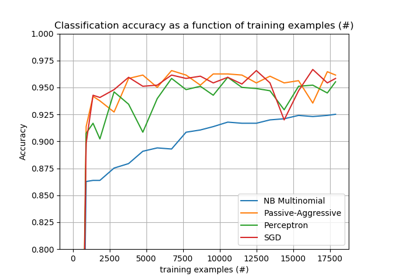 Classification accuracy as a function of training examples (#)
1.000
0.975
0.950
0.925
0.900
0.875
0.850
0.825
0.800
Accuracy
NB Multinomial
Passive-Aggressive
Perceptron
SGD
0 2500 5000 7500 10000 12500 15000 17500
training examples (#)